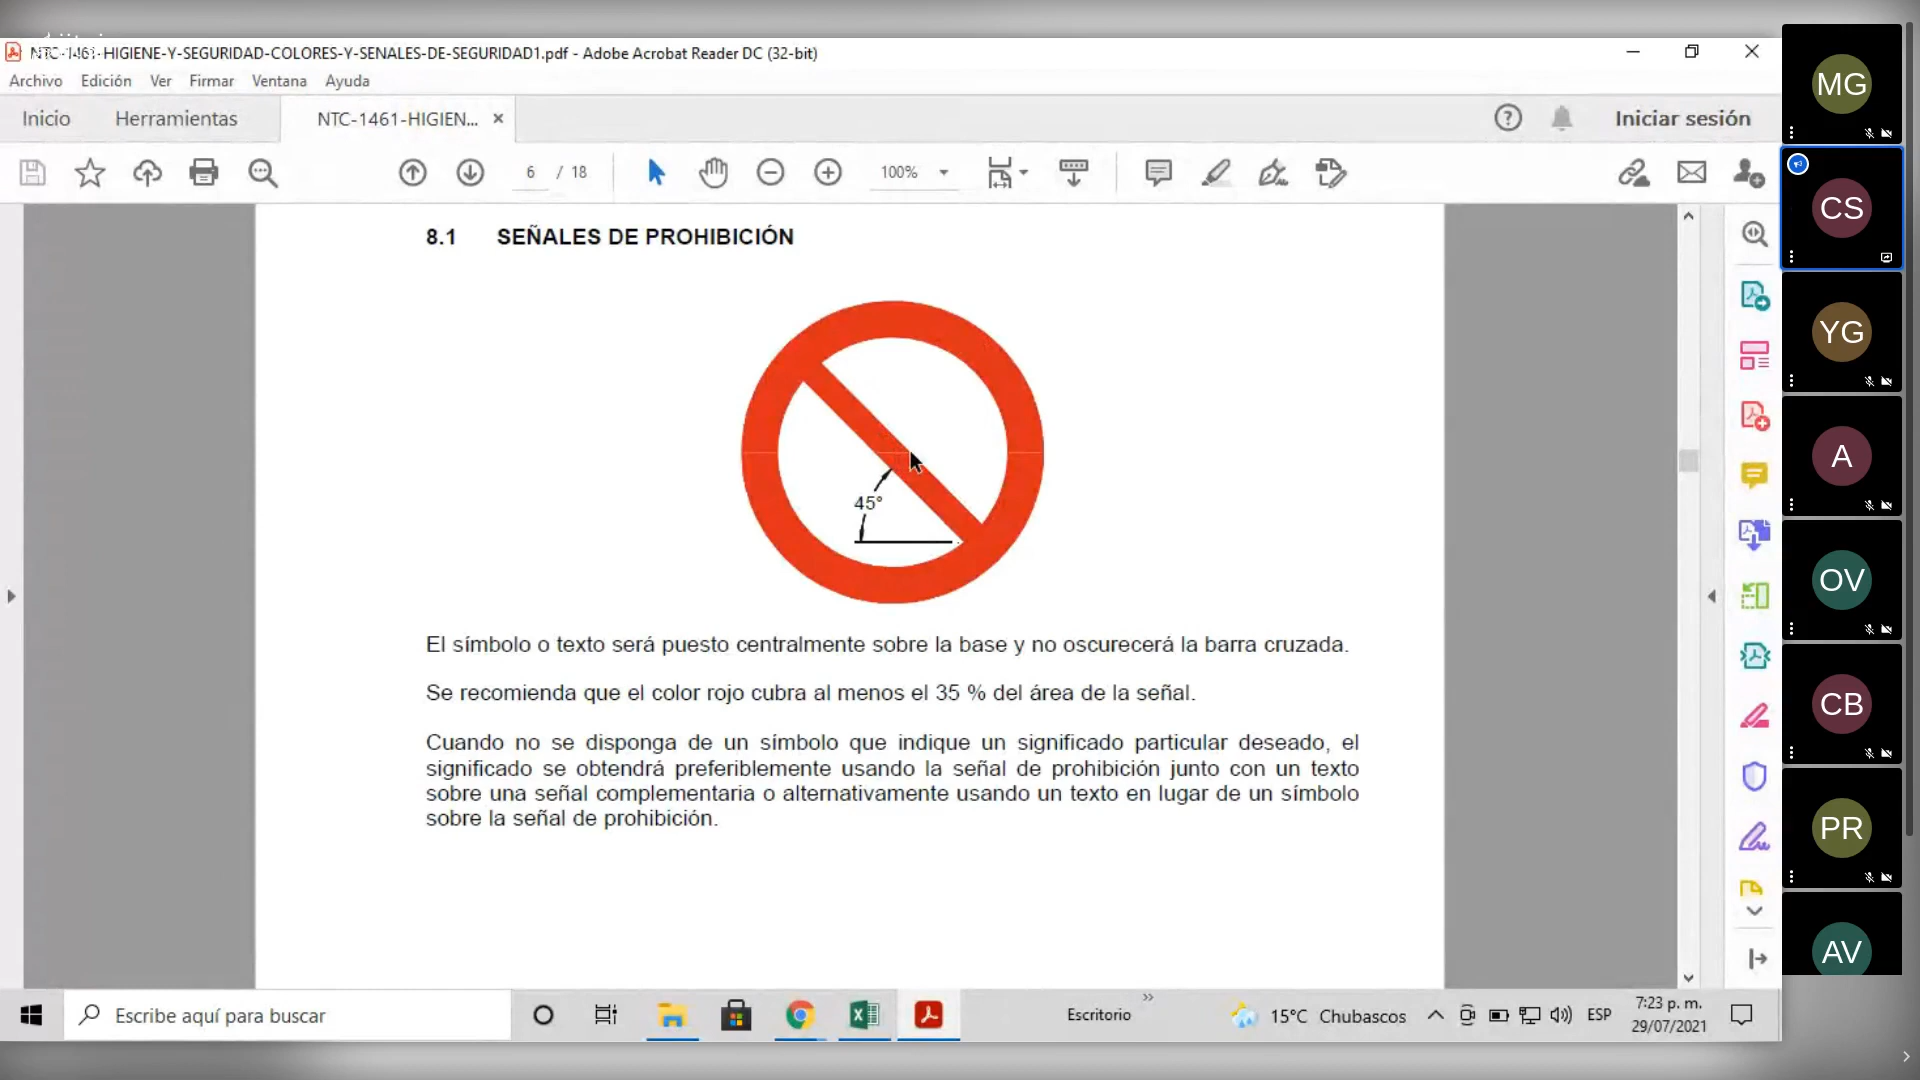 NTC-1461-HIGIENE-Y-SEGURIDAD-COLORES-Y-SENALES-DE-SEGURIDAD1.pdf - Adobe Acrobat Reader DC (32-bit)
Archivo Edición Ver Firmar Ventana Ayuda
Inicio Herramientas NTC-1461-HIGIEN... Iniciar sesión
6 / 18 100%
8.1 SEÑALES DE PROHIBICIÓN
45°
El símbolo o texto será puesto centralmente sobre la base y no oscurecerá la barra cruzada.
Se recomienda que el color rojo cubra al menos el 35 % del área de la señal.
Cuando no se disponga de un símbolo que indique un significado particular deseado, el
significado se obtendrá preferiblemente usando la señal de prohibición junto con un texto
sobre una señal complementaria o alternativamente usando un texto en lugar de un símbolo
sobre la señal de prohibición.
Escribe aquí para buscar
Escritorio
15°C Chubascos
ESP
7:23 p. m.
29/07/2021
MG
CS
YG
A
OV
CB
PR
AV